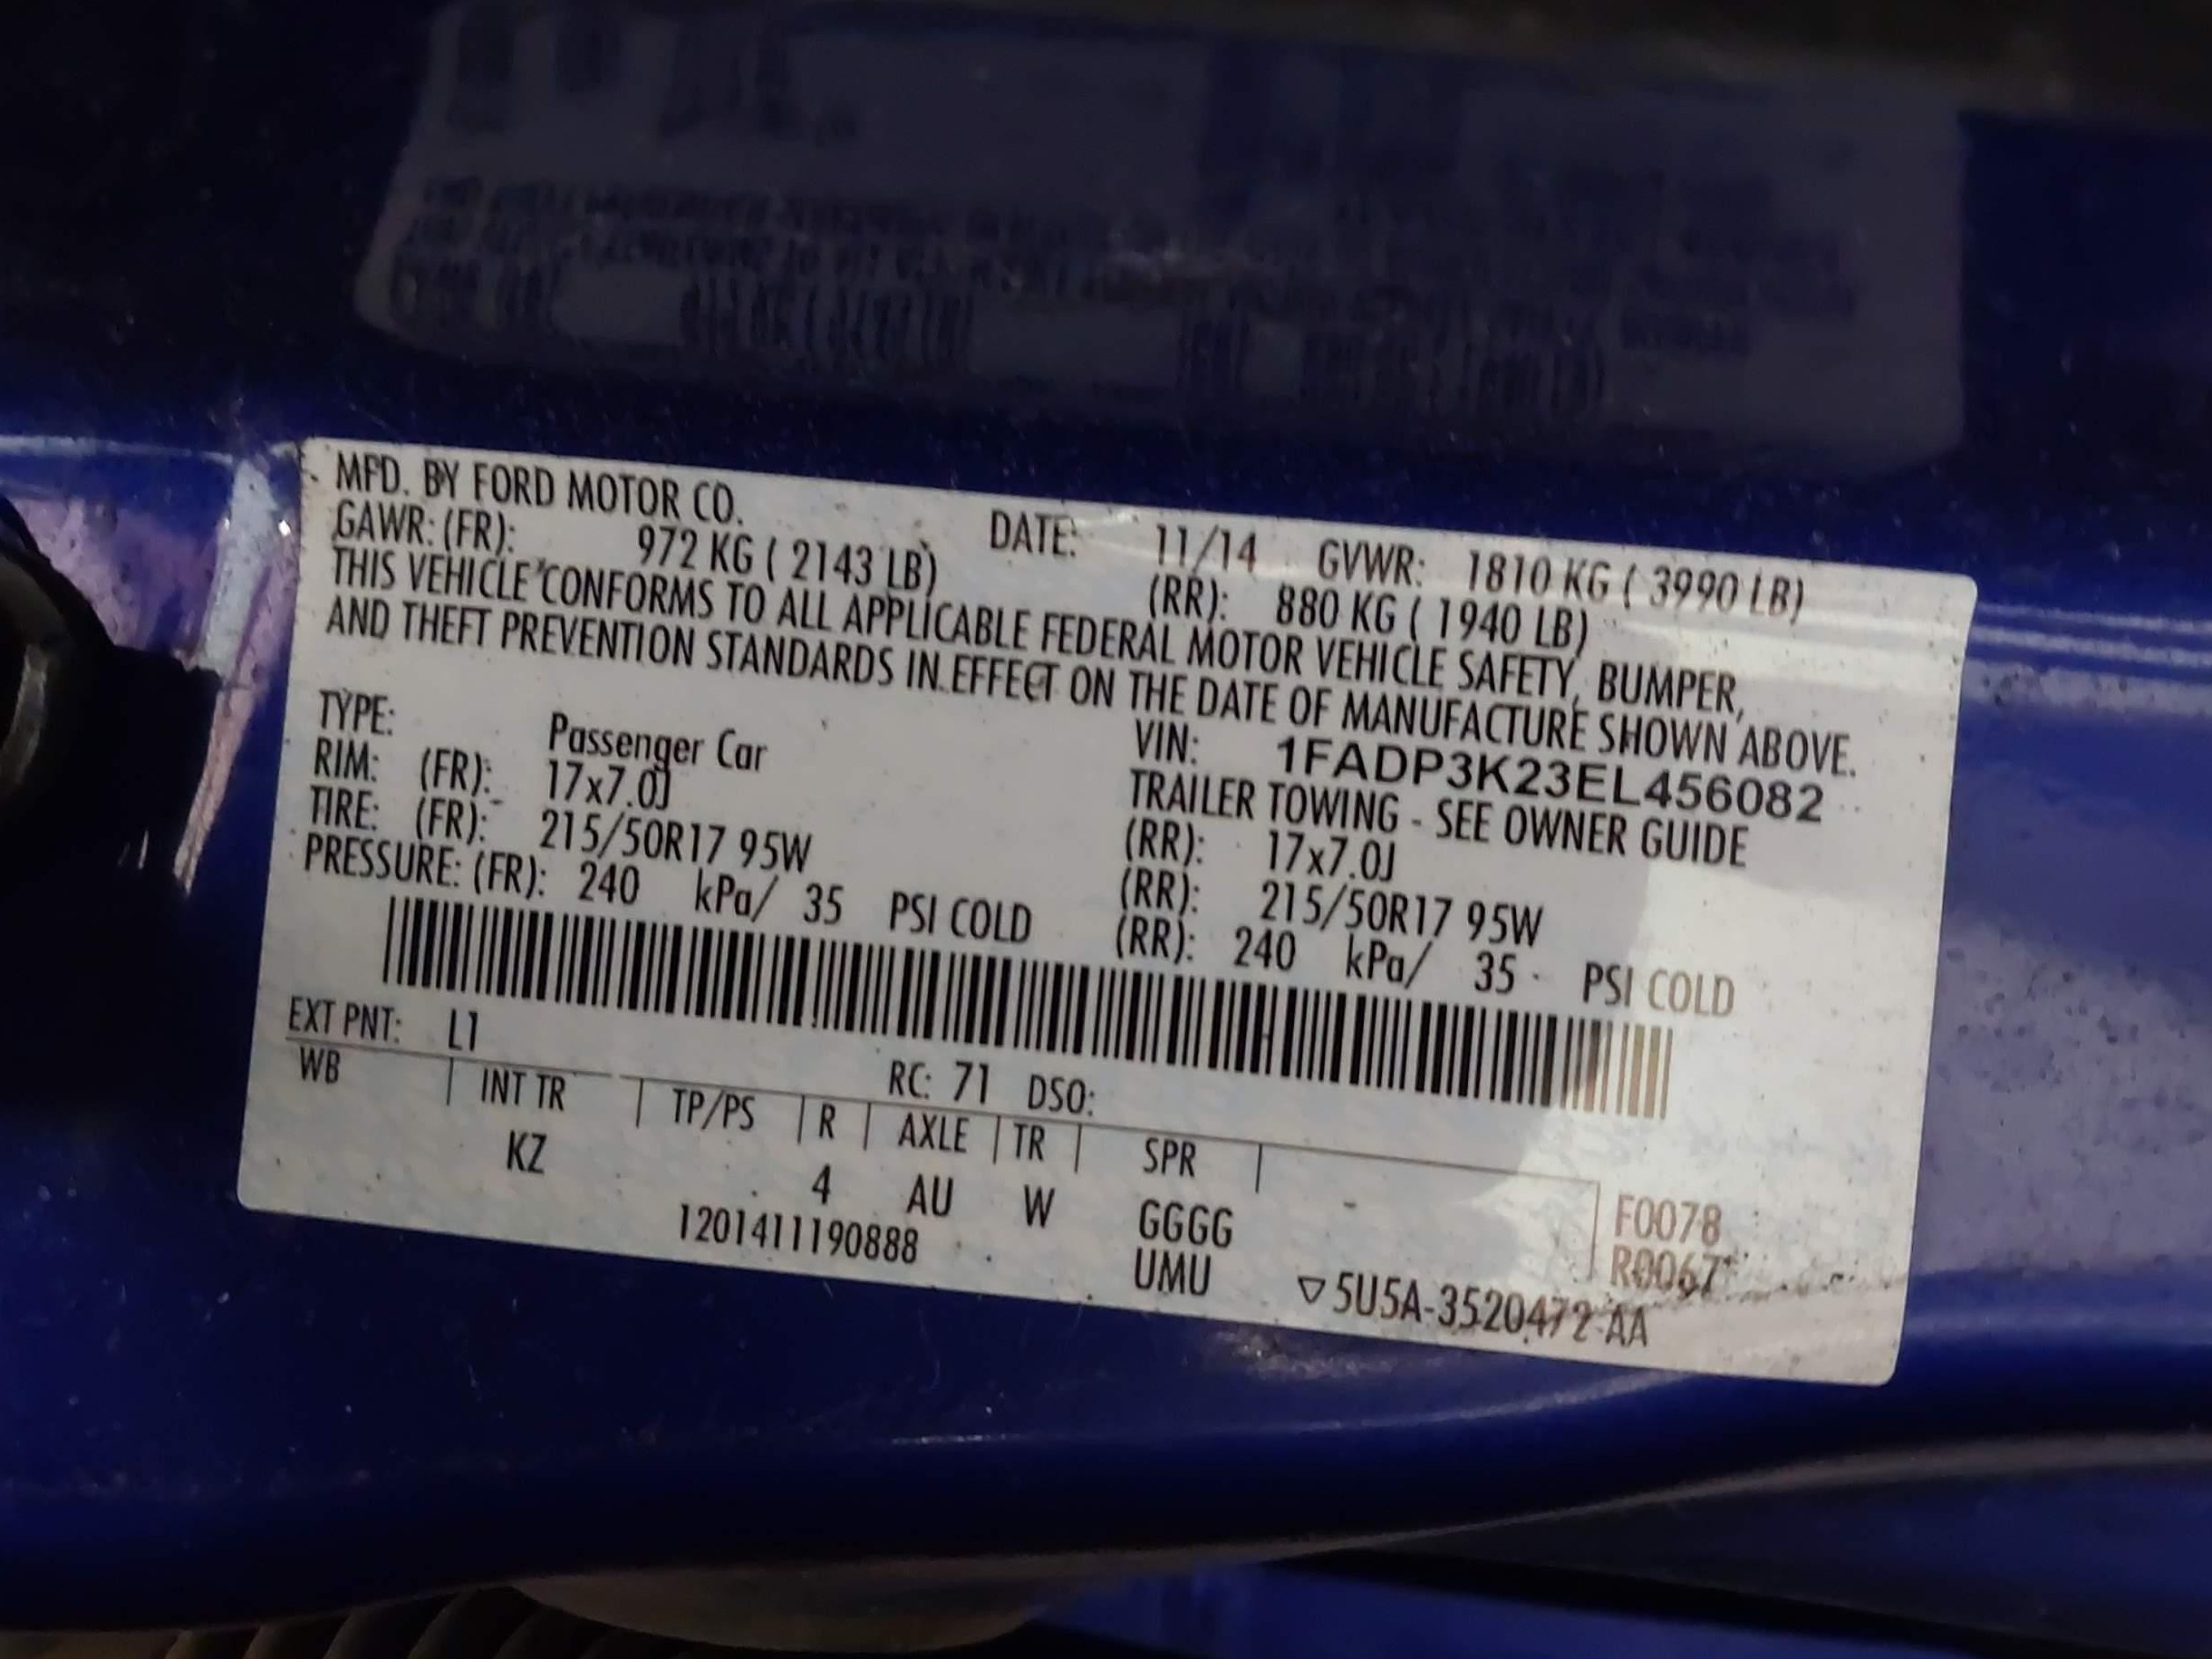 MFD. BY FORD MOTOR CO. DATE: 11/14 GVWR: 1810 KG ( 3990 LB)
GAWR: (FR): 972 KG ( 2143 LB) (RR): 880 KG ( 1940 LB)
THIS VEHICLE CONFORMS TO ALL APPLICABLE FEDERAL MOTOR VEHICLE SAFETY, BUMPER,
AND THEFT PREVENTION STANDARDS IN EFFECT ON THE DATE OF MANUFACTURE SHOWN ABOVE.
VIN: 1FADP3K23EL456082
TYPE: Passenger Car TRAILER TOWING - SEE OWNER GUIDE
RIM: (FR): 17x7.0J (RR): 17x7.0J
TIRE: (FR): 215/50R17 95W (RR): 215/50R17 95W
PRESSURE: (FR): 240 kPa/ 35 PSI COLD (RR): 240 kPa/ 35 PSI COLD
EXT PNT: L1 RC: 71 DSO:
WB INT TR TP/PS R AXLE TR SPR
KZ 4 AU W GGGG F0078
1201411190888 UMU R0067
▽5U5A-3520472-AA